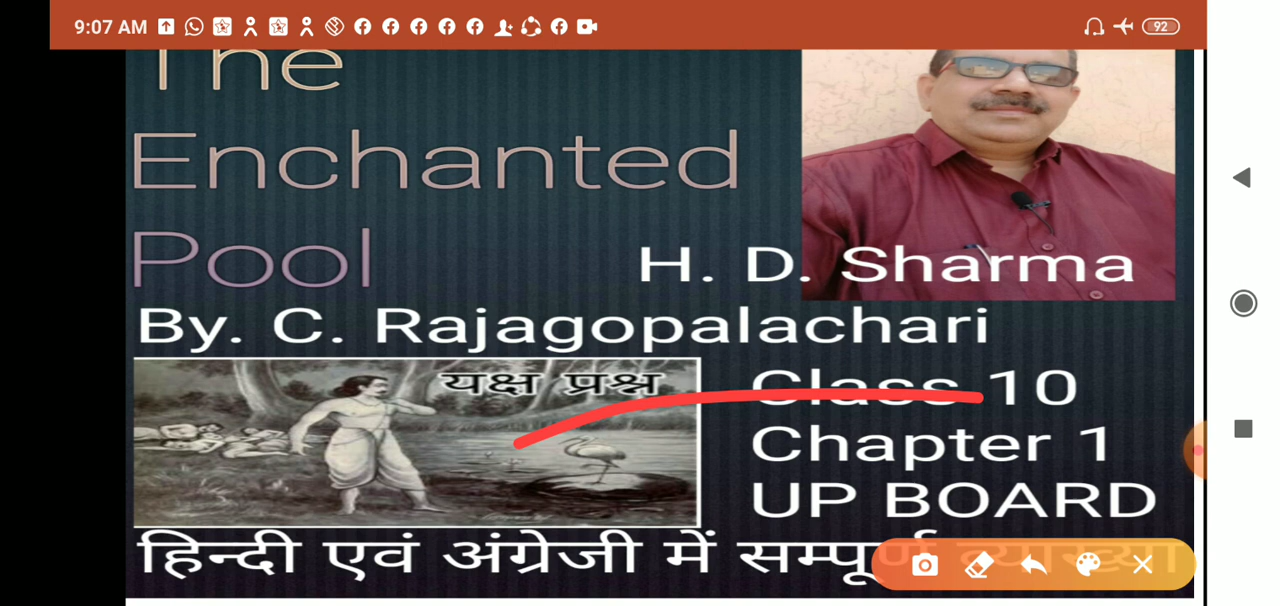 9:07 AM
92
The
Enchanted
Pool
H. D. Sharma
By. C. Rajagopalachari
यक्ष प्रश्न
Class 10
Chapter 1
UP BOARD
हिन्दी एवं अंग्रेजी में सम्पूर्ण व्याख्या